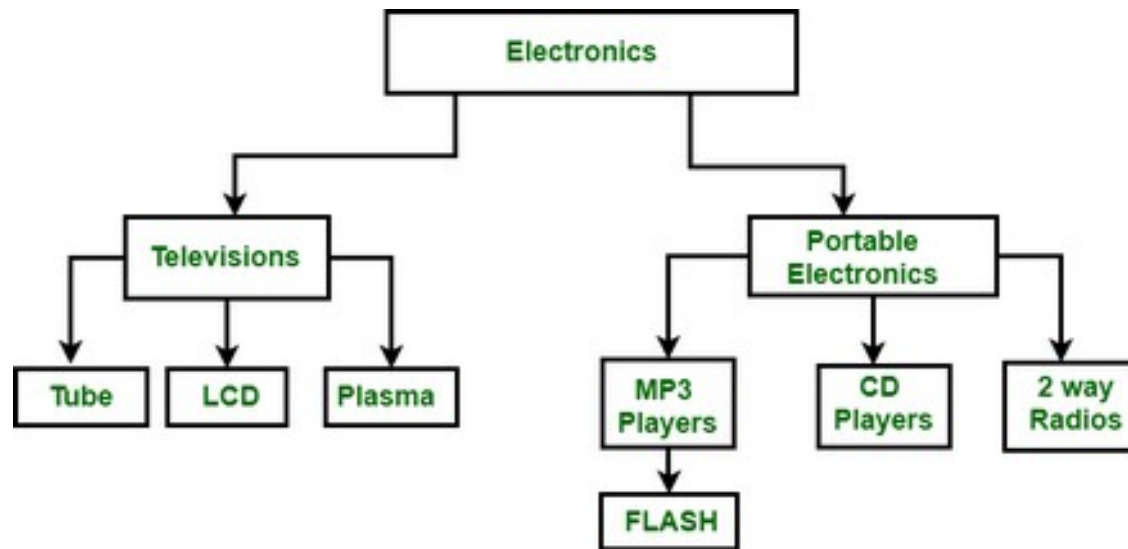 Electronics
Televisions
Portable
Electronics
Tube
LCD
Plasma
MP3
Players
CD
Players
2 way
Radios
FLASH